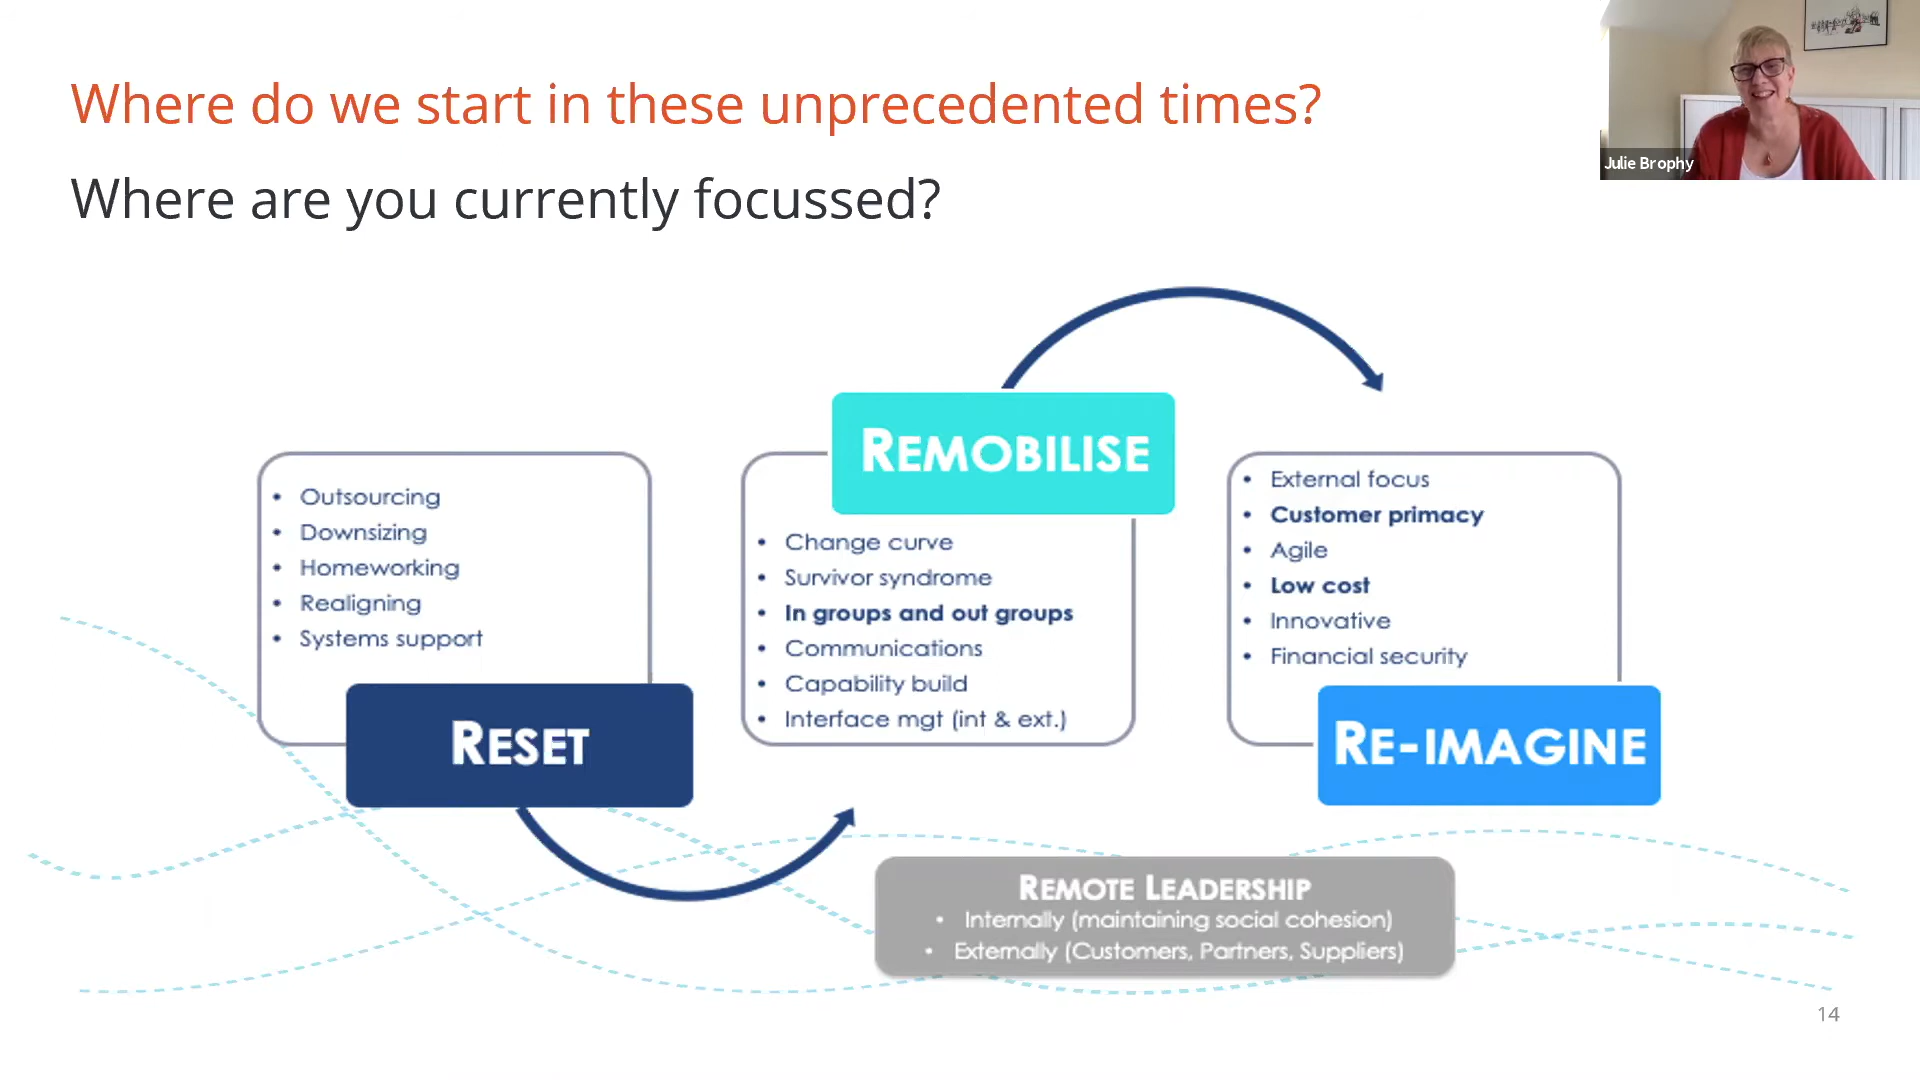 Where do we start in these unprecedented times?
Where are you currently focussed?
Julie Brophy
• Outsourcing
• Downsizing
• Homeworking
• Realigning
• Systems support
RESET
REMOBILISE
• Change curve
• Survivor syndrome
• In groups and out groups
• Communications
• Capability build
• Interface mgt (int & ext.)
• External focus
• Customer primacy
• Agile
• Low cost
• Innovative
• Financial security
RE-IMAGINE
REMOTE LEADERSHIP
• Internally (maintaining social cohesion)
• Externally (Customers, Partners, Suppliers)
14